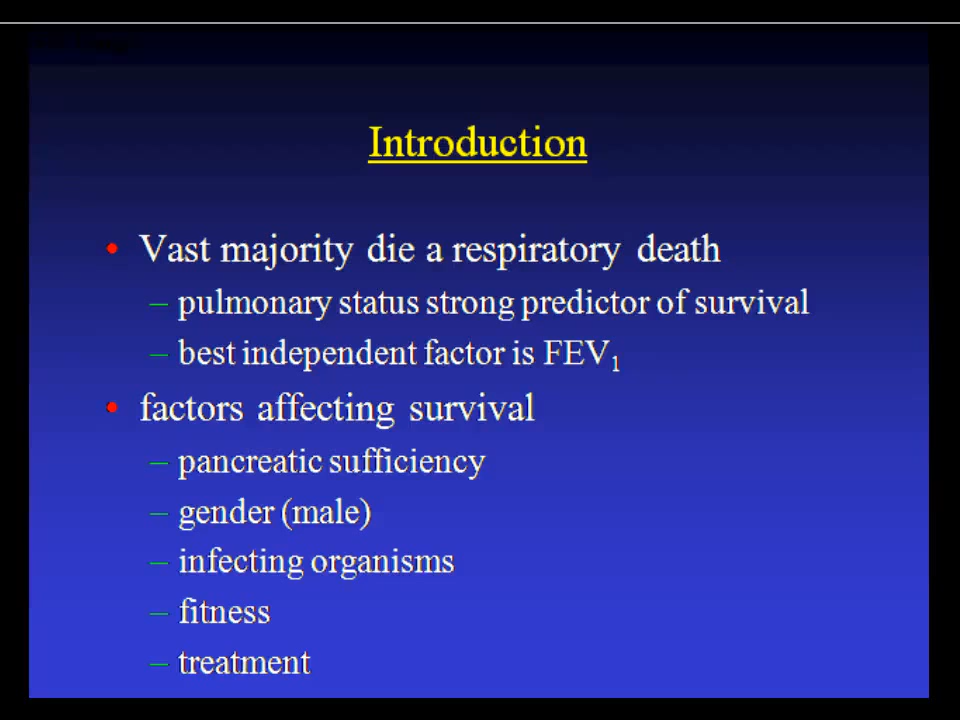 Introduction
• Vast majority die a respiratory death
– pulmonary status strong predictor of survival
– best independent factor is FEV₁
• factors affecting survival
– pancreatic sufficiency
– gender (male)
– infecting organisms
– fitness
– treatment